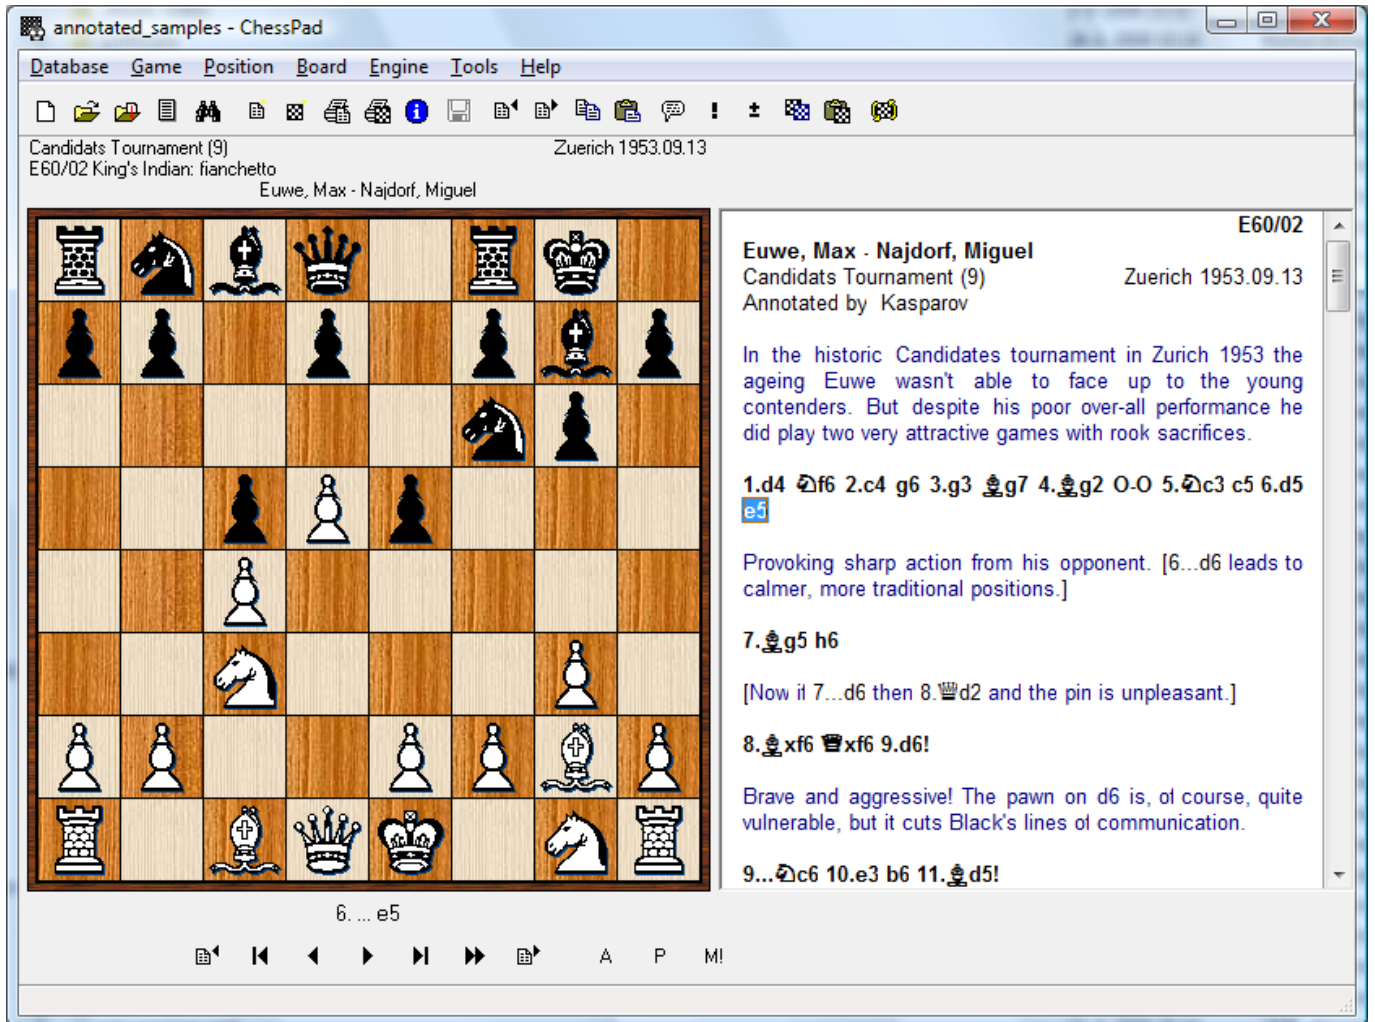 annotated_samples - ChessPad
Database Game Position Board Engine Tools Help
Candidats Tournament (9) Zuerich 1953.09.13
E60/02 King's Indian: fianchetto
Euwe, Max - Najdorf, Miguel
E60/02
Euwe, Max - Najdorf, Miguel
Candidats Tournament (9) Zuerich 1953.09.13
Annotated by Kasparov
In the historic Candidates tournament in Zurich 1953 the
ageing Euwe wasn't able to face up to the young
contenders. But despite his poor over-all performance he
did play two very attractive games with rook sacrifices.
1.d4 ♘f6 2.c4 g6 3.g3 ♗g7 4.♗g2 O-O 5.♘c3 c5 6.d5
e5
Provoking sharp action from his opponent. [6...d6 leads to
calmer, more traditional positions.]
7.♗g5 h6
[Now if 7...d6 then 8.♕d2 and the pin is unpleasant.]
8.♗xf6 ♕xf6 9.d6!
Brave and aggressive! The pawn on d6 is, of course, quite
vulnerable, but it cuts Black's lines of communication.
9...♘c6 10.e3 b6 11.♗d5!
6. ... e5
A P M!